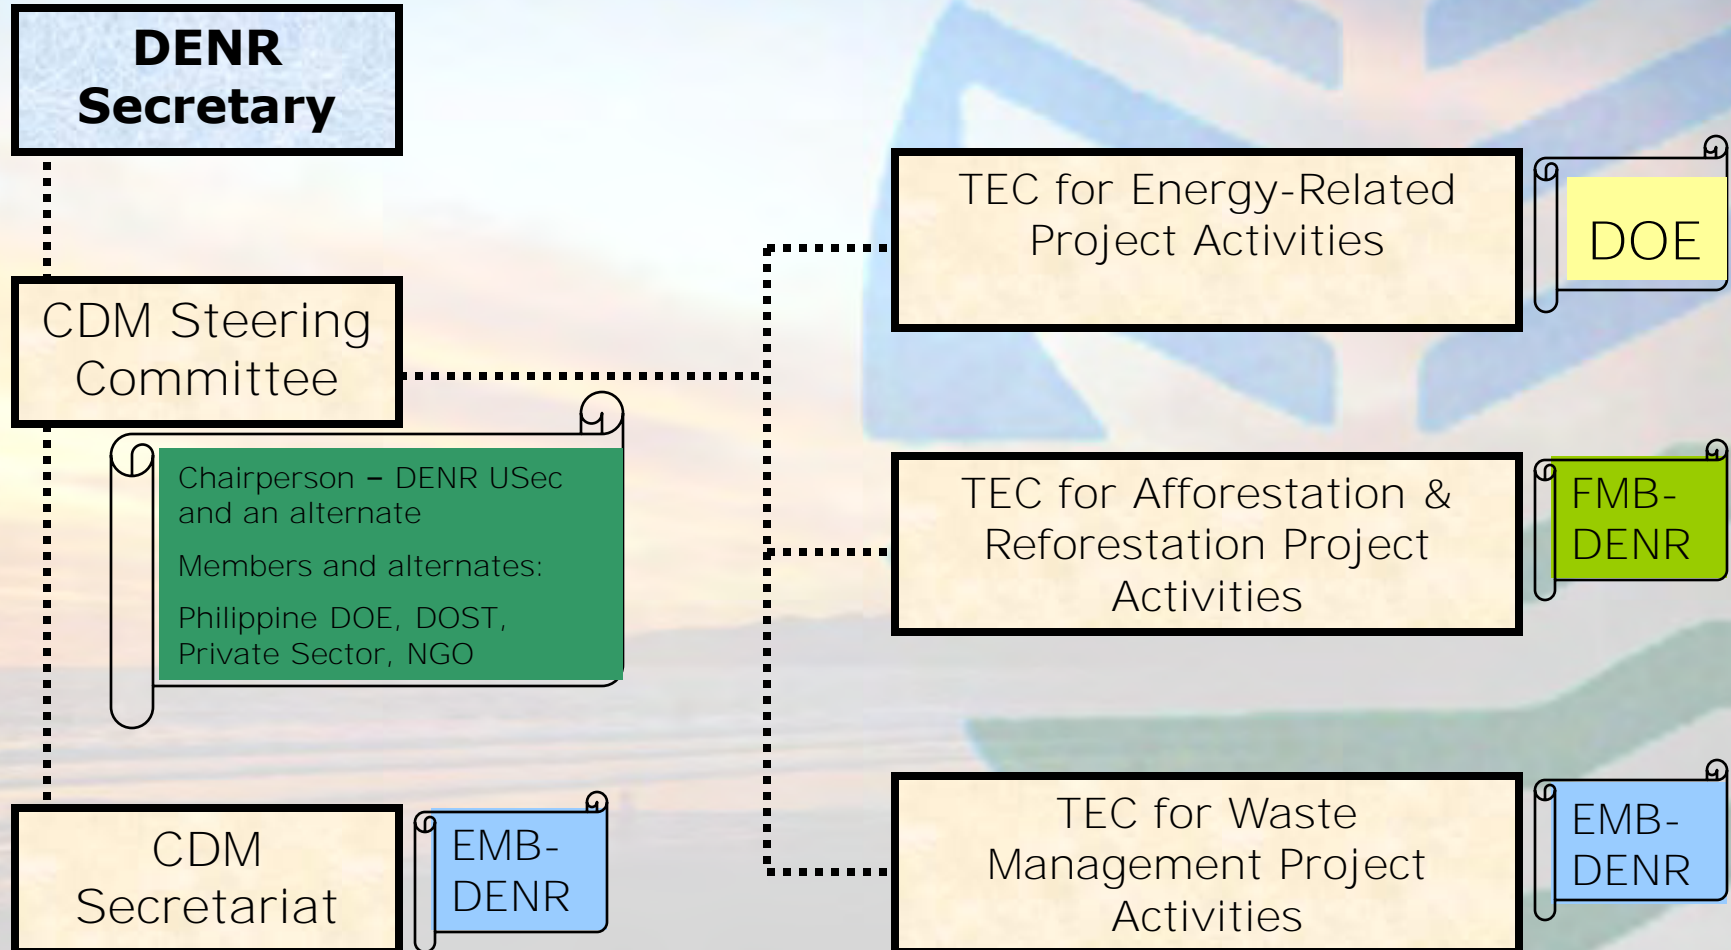 DENR
Secretary
CDM Steering
Committee
Chairperson – DENR USec
and an alternate
Members and alternates:
Philippine DOE, DOST,
Private Sector, NGO
CDM
Secretariat
EMB-
DENR
TEC for Energy-Related
Project Activities
DOE
TEC for Afforestation &
Reforestation Project
Activities
FMB-
DENR
TEC for Waste
Management Project
Activities
EMB-
DENR